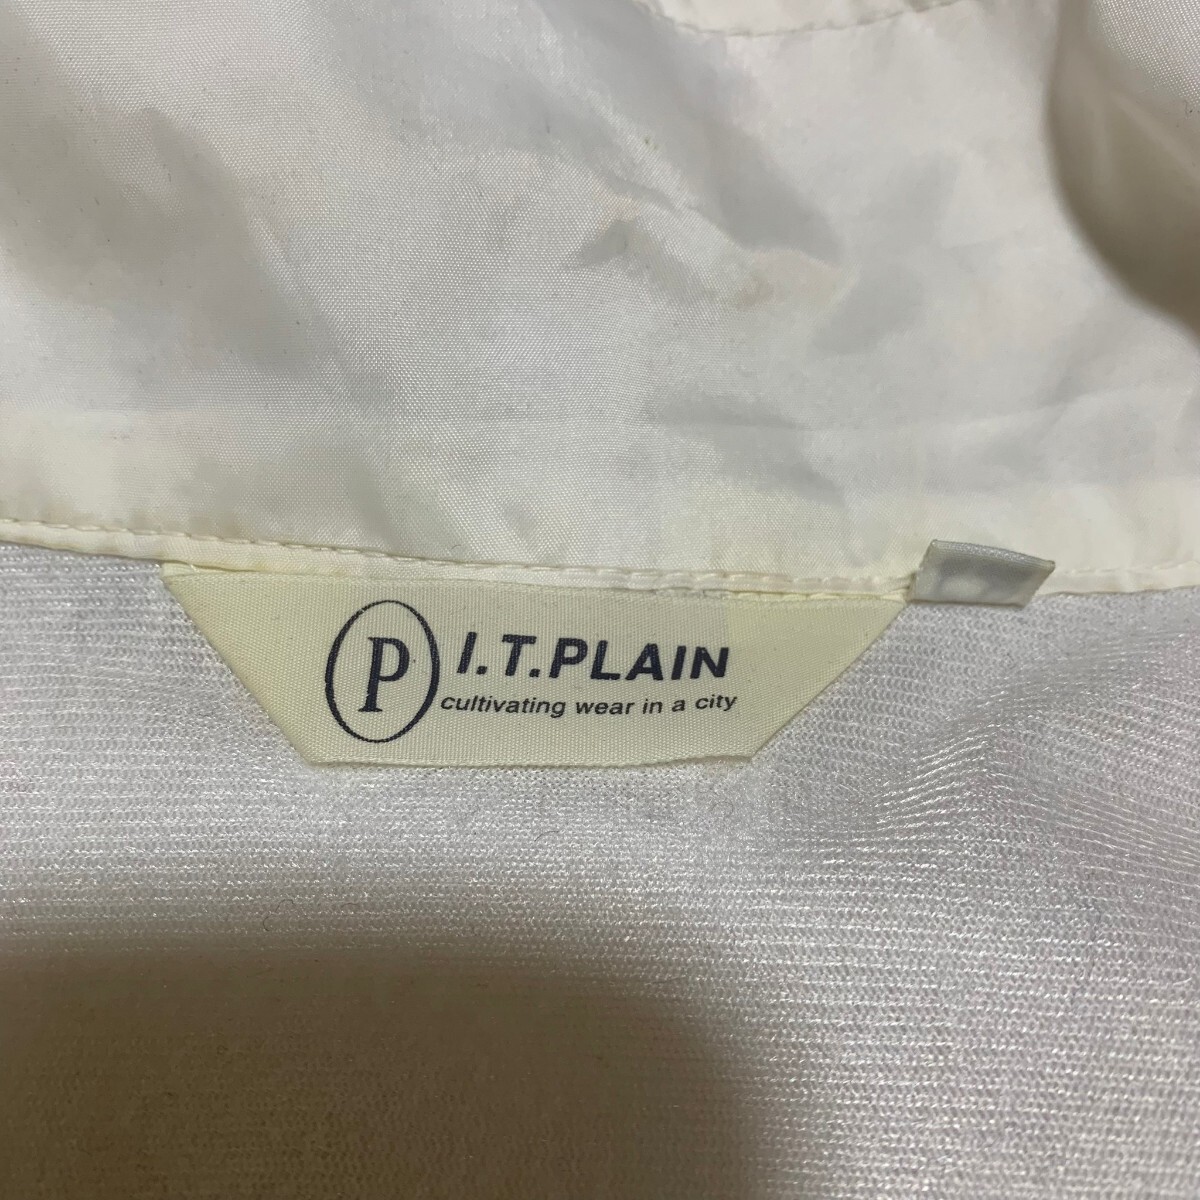 P
I.T.PLAIN
cultivating wear in a city